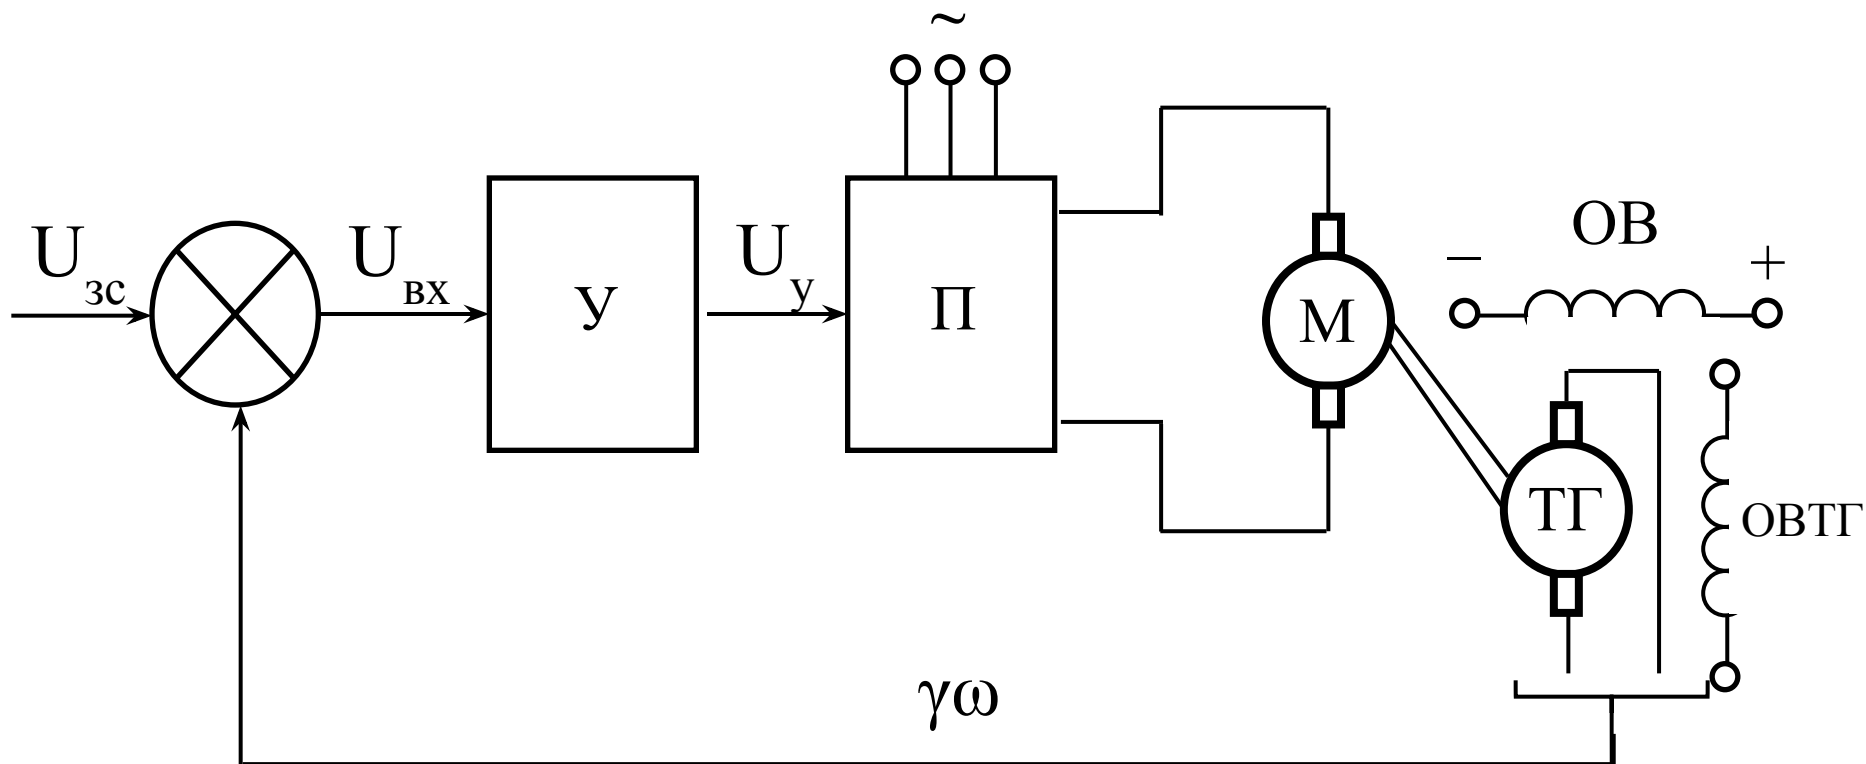 ~
U зс
U вх
U у
У
П
М
− ОВ +
ТГ
ОВТГ
γω